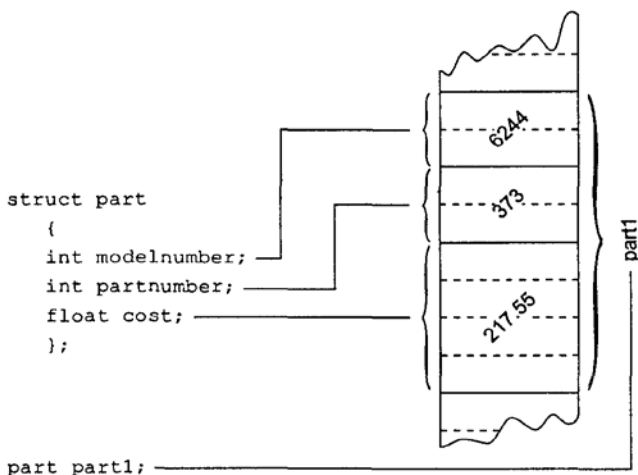 struct part
{
int modelnumber;
int partnumber;
float cost;
};
part part1;
6244
373
217.55
part1